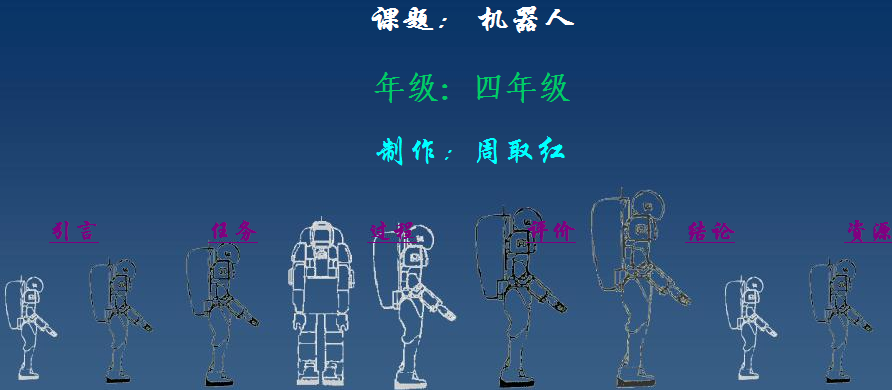 课题： 机器人
年级: 四年级
制作：周取红
引言 任务 过程 评价 结论 资源